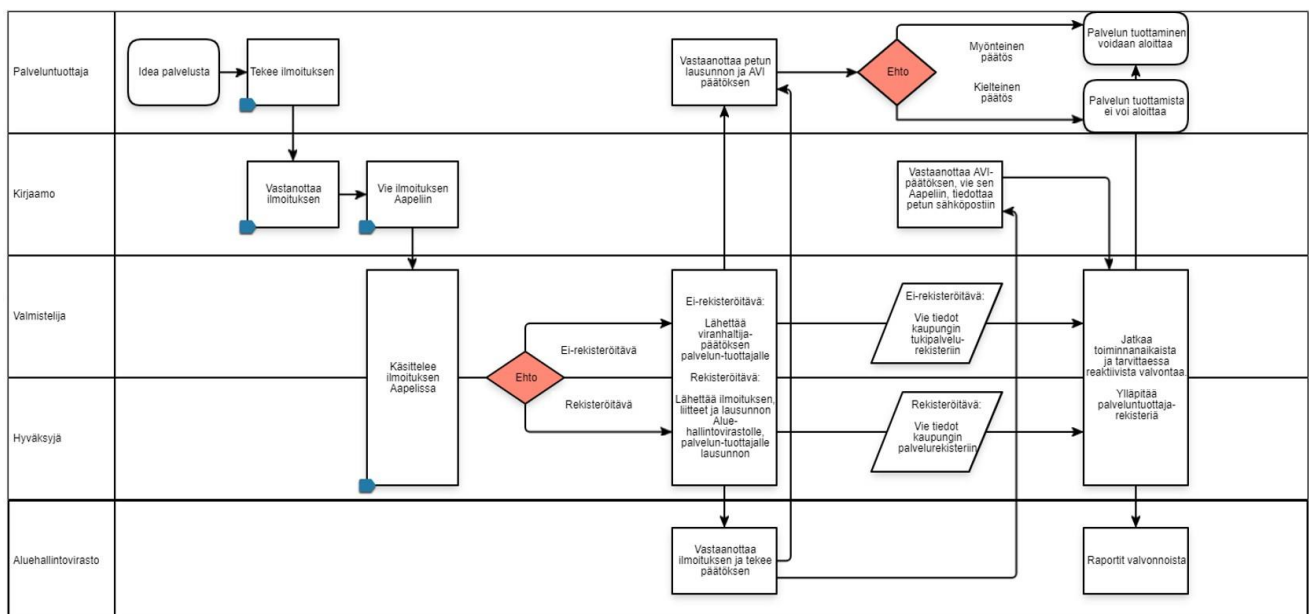 Palveluntuottaja
Idea palvelusta
Tekee ilmoituksen
Vastaanottaa petun
lausunnon ja AVI
päätöksen
Ehto
Myönteinen
päätös
Kielteinen
päätös
Palvelun tuottaminen
voidaan aloittaa
Palvelun tuottamista
ei voi aloittaa
Kirjaamo
Vastanottaa
ilmoituksen
Vie ilmoituksen
Aapeliin
Vastaanottaa AVI-
päätöksen, vie sen
Aapeliin, tiedottaa
petun sähköpostiin
Valmistelija
Hyväksyjä
Käsittelee
ilmoituksen
Aapelissa
Ehto
Ei-rekisteröitävä
Rekisteröitävä
Ei-rekisteröitävä:
Lähettää
viranhaltija-
päätöksen
palvelun-tuottajalle
Rekisteröitävä:
Lähettää ilmoituksen,
liitteet ja lausunnon
Alue-
hallintovirastolle,
palvelun-tuottajalle
lausunnon
Ei-rekisteröitävä:
Vie tiedot
kaupungin
tukipalvelu-
rekisteriin
Rekisteröitävä:
Vie tiedot
kaupungin
palvelurekisteriin
Jatkaa
toiminnanaikaista
ja tarvittaessa
reaktiivista valvontaa.
Ylläpitää
palveluntuottaja-
rekisteriä
Aluehallintovirasto
Vastaanottaa
ilmoituksen ja tekee
päätöksen
Raportit valvonnoista